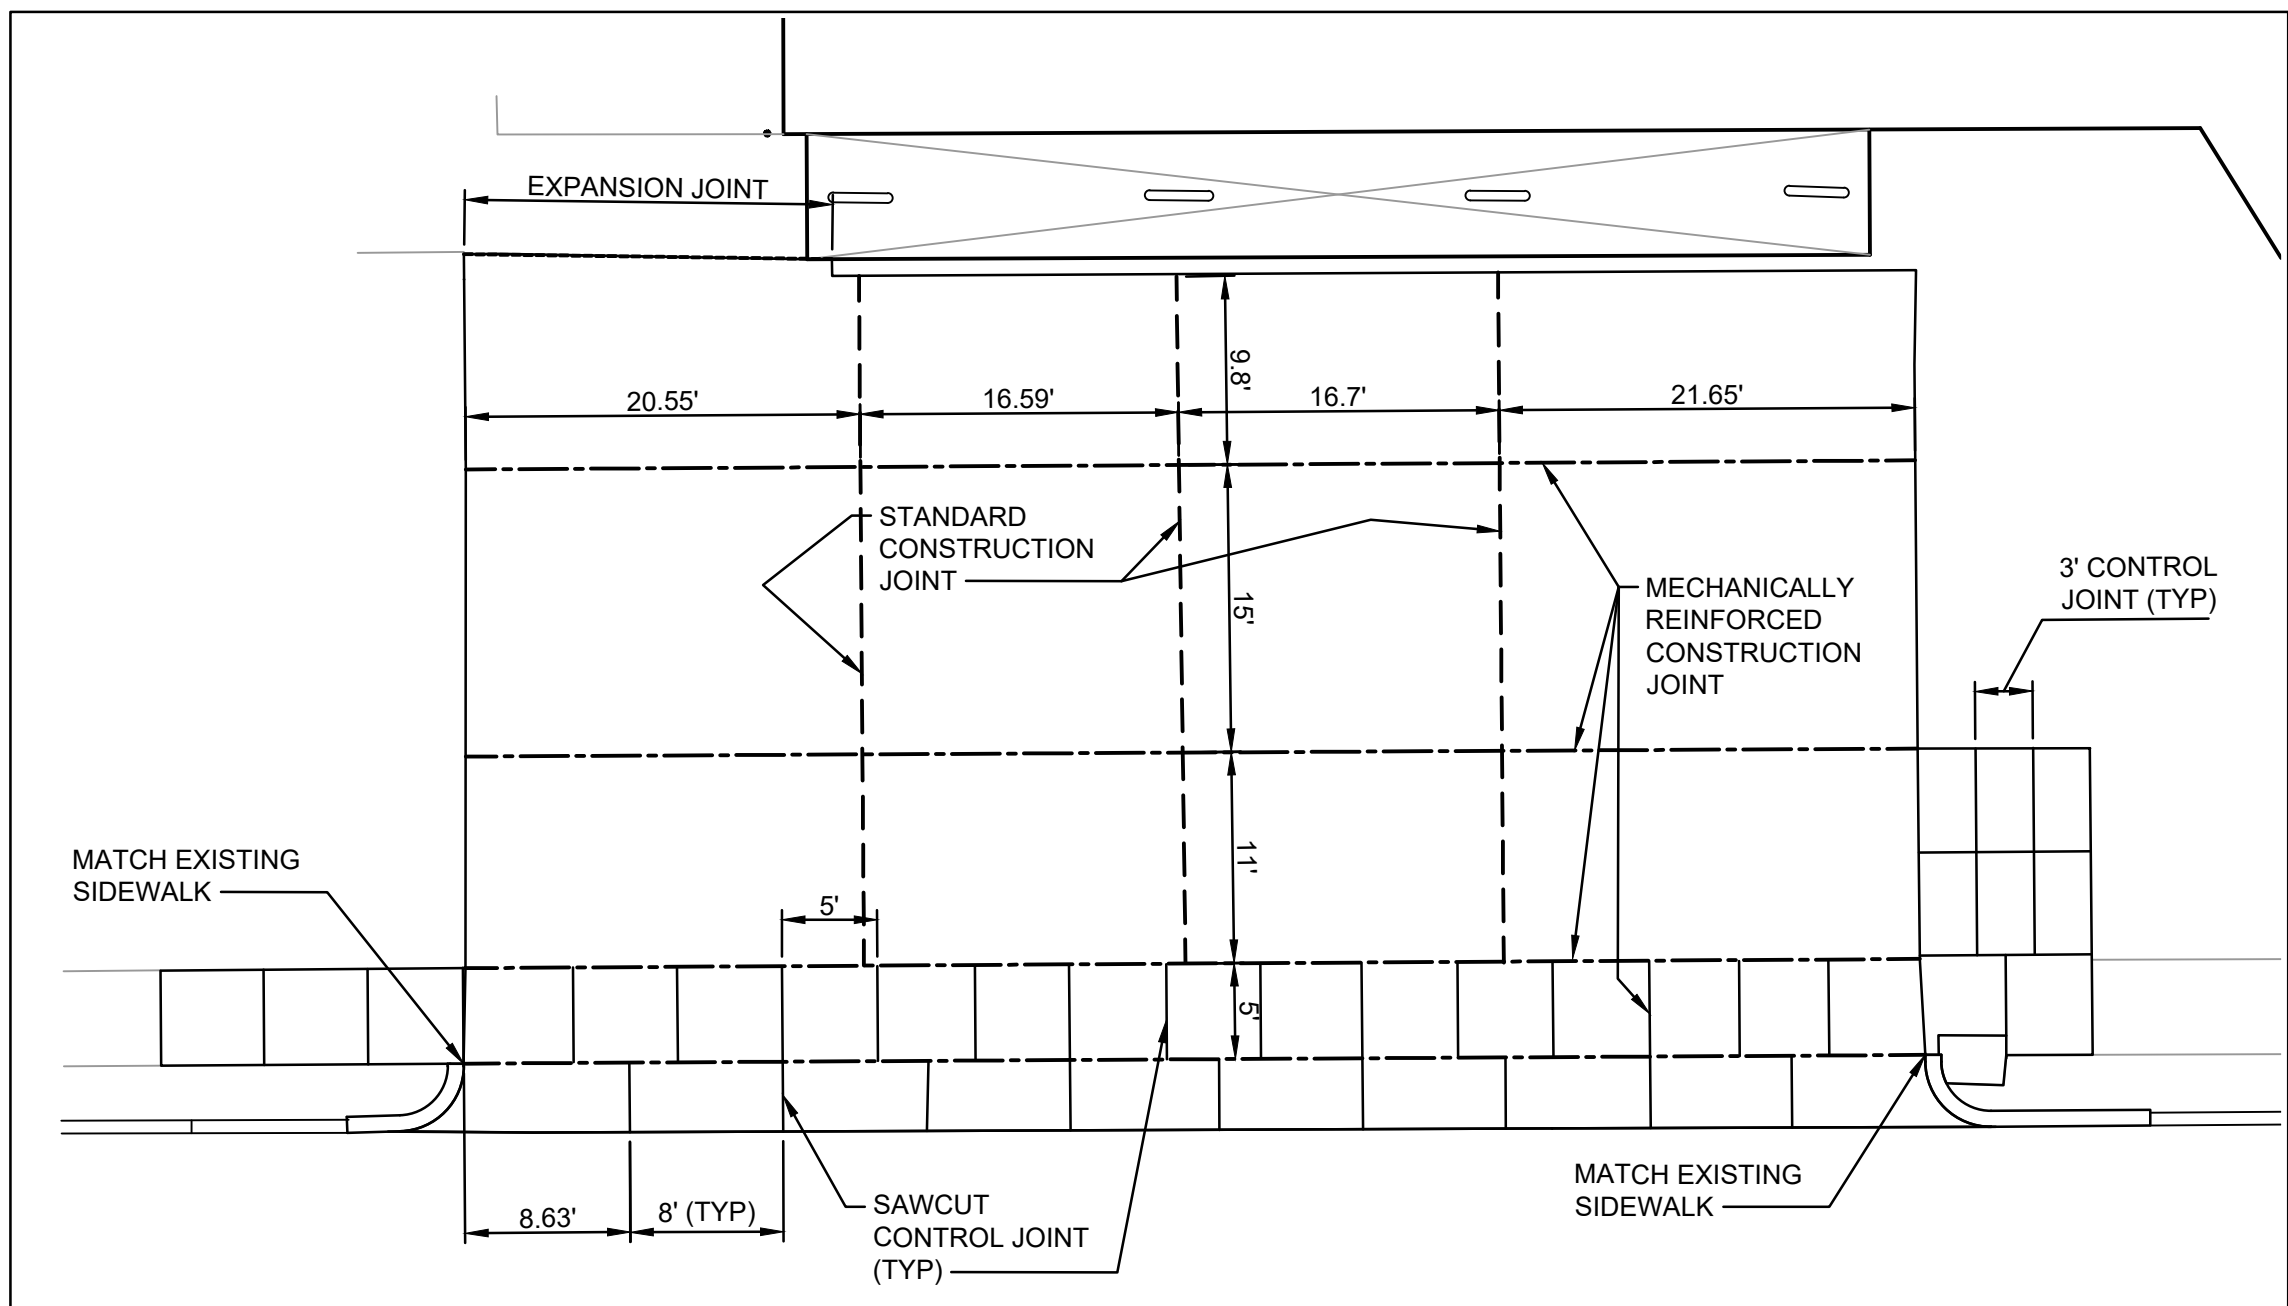 EXPANSION JOINT
9.8'
20.55'
16.59'
16.7'
21.65'
STANDARD
CONSTRUCTION
JOINT
15'
MECHANICALLY
REINFORCED
CONSTRUCTION
JOINT
3' CONTROL
JOINT (TYP)
MATCH EXISTING
SIDEWALK
5'
11'
5'
8.63'
8' (TYP)
SAWCUT
CONTROL JOINT
(TYP)
MATCH EXISTING
SIDEWALK